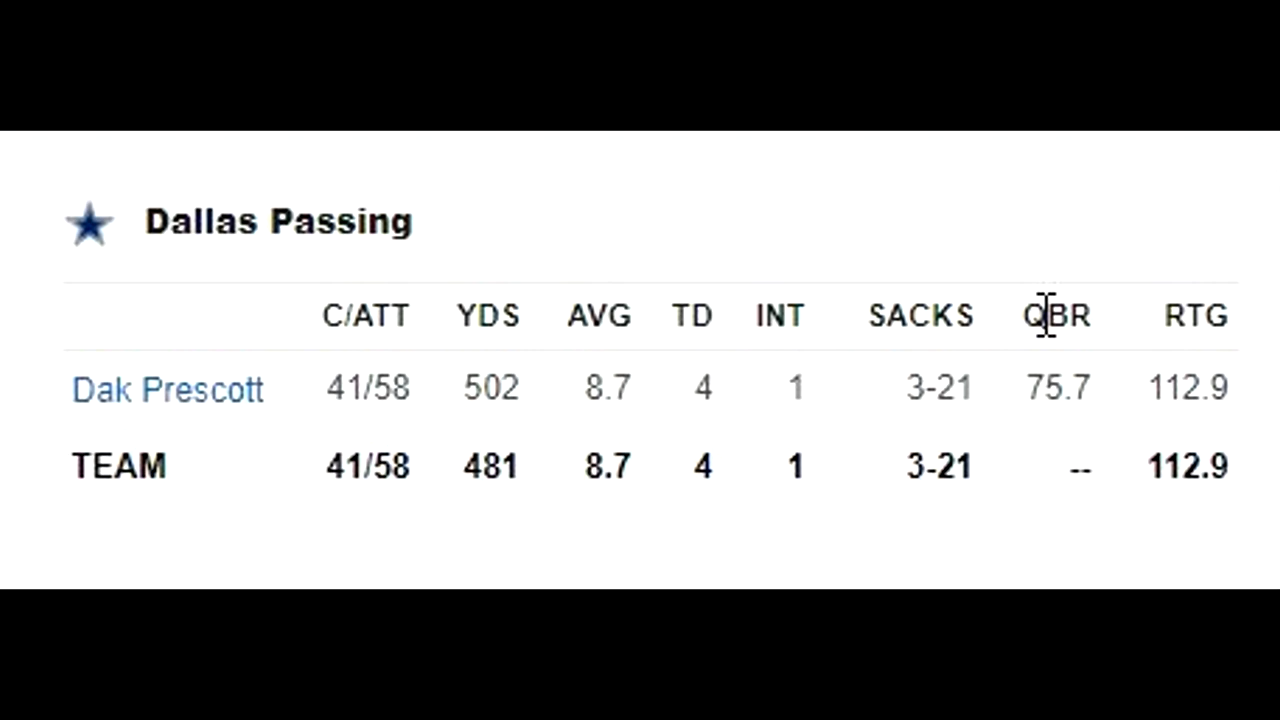 Dallas Passing
C/ATT YDS AVG TD INT SACKS QBR RTG
Dak Prescott 41/58 502 8.7 4 1 3-21 75.7 112.9
TEAM 41/58 481 8.7 4 1 3-21 -- 112.9